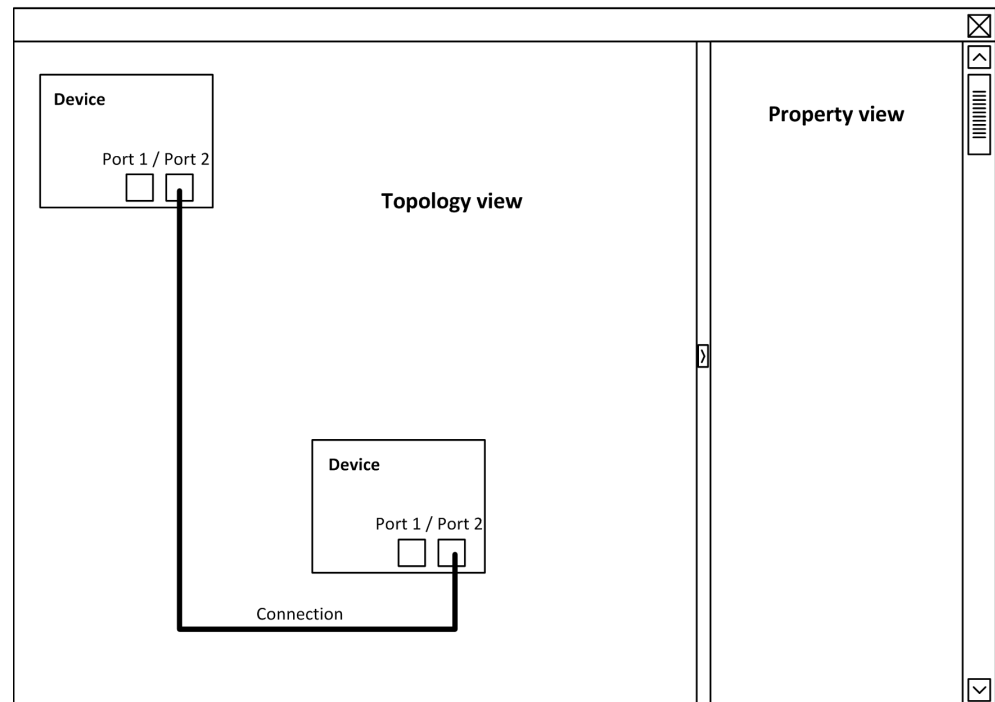 Device
Port 1 / Port 2
Topology view
Property view
Device
Port 1 / Port 2
Connection